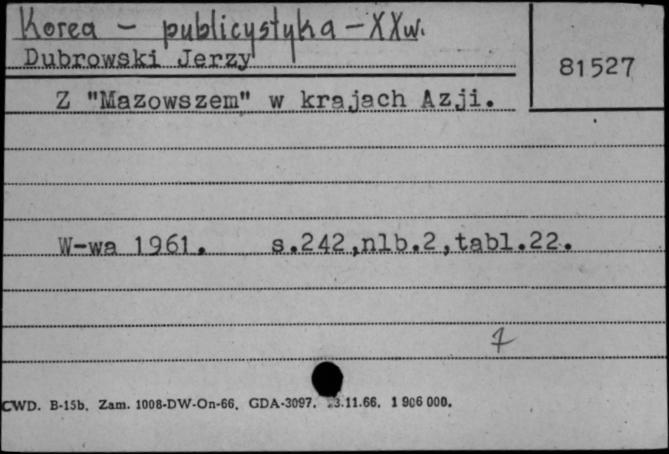 Korea - publicystyka - XXw.
Dubrowski Jerzy
81527
Z "Mazowszem" w krajach Azji.
W-wa 1961. s.242,nlb.2,tabl.22.
CWD. B-15b. Zam. 1008-DW-On-66. GDA-3097. 3.11.66. 1 906 000.